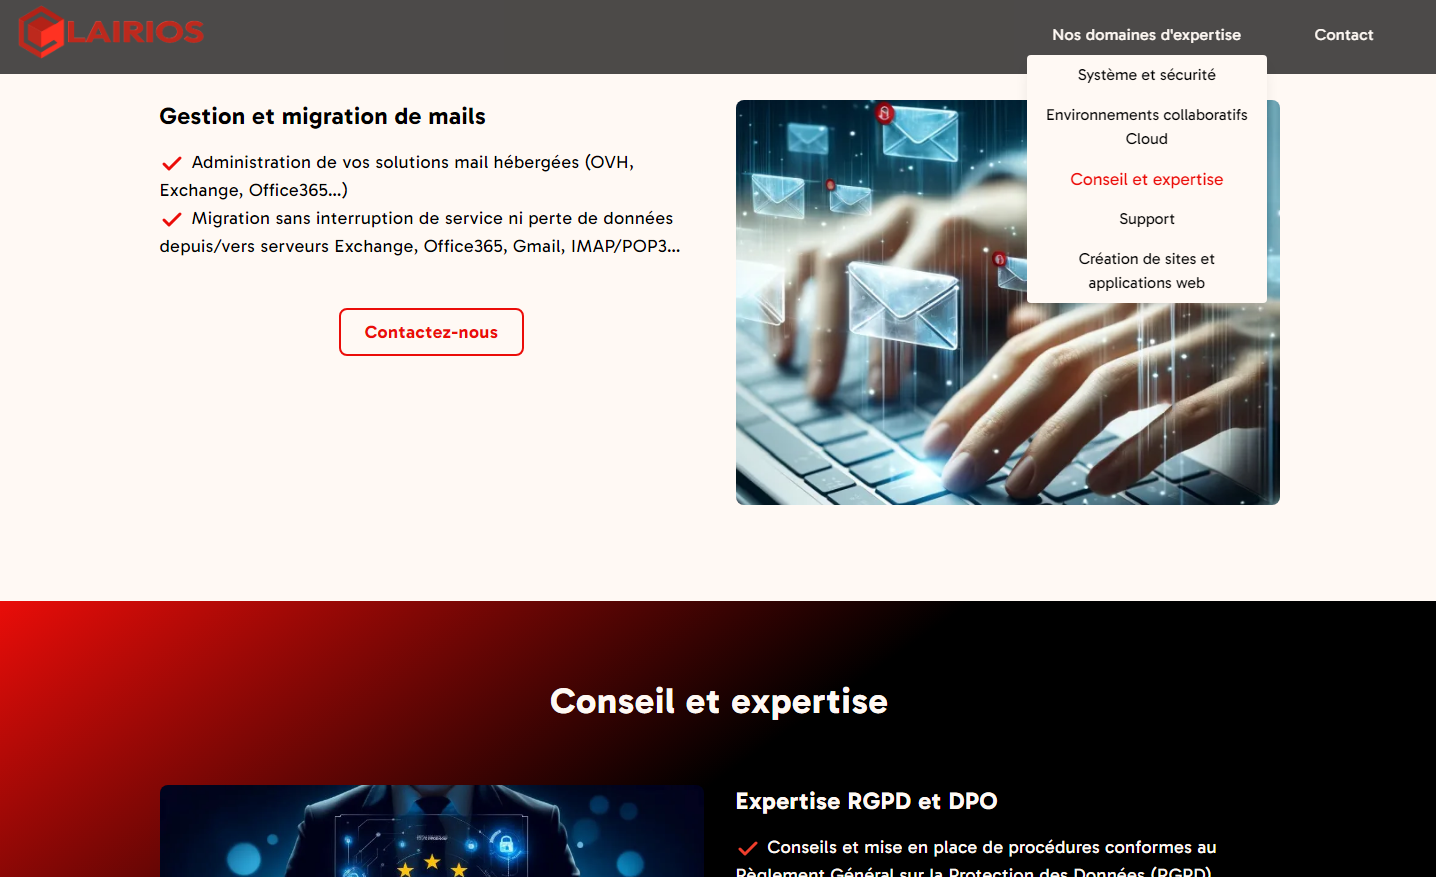 LAIRIOS
Nos domaines d'expertise
Contact
Système et sécurité
Environnements collaboratifs
Cloud
Conseil et expertise
Support
Création de sites et
applications web
Gestion et migration de mails
Administration de vos solutions mail hébergées (OVH,
Exchange, Office365...)
Migration sans interruption de service ni perte de données
depuis/vers serveurs Exchange, Office365, Gmail, IMAP/POP3...
Contactez-nous
Conseil et expertise
Expertise RGPD et DPO
Conseils et mise en place de procédures conformes au
Règlement Général sur la Protection des Données (RGPD)